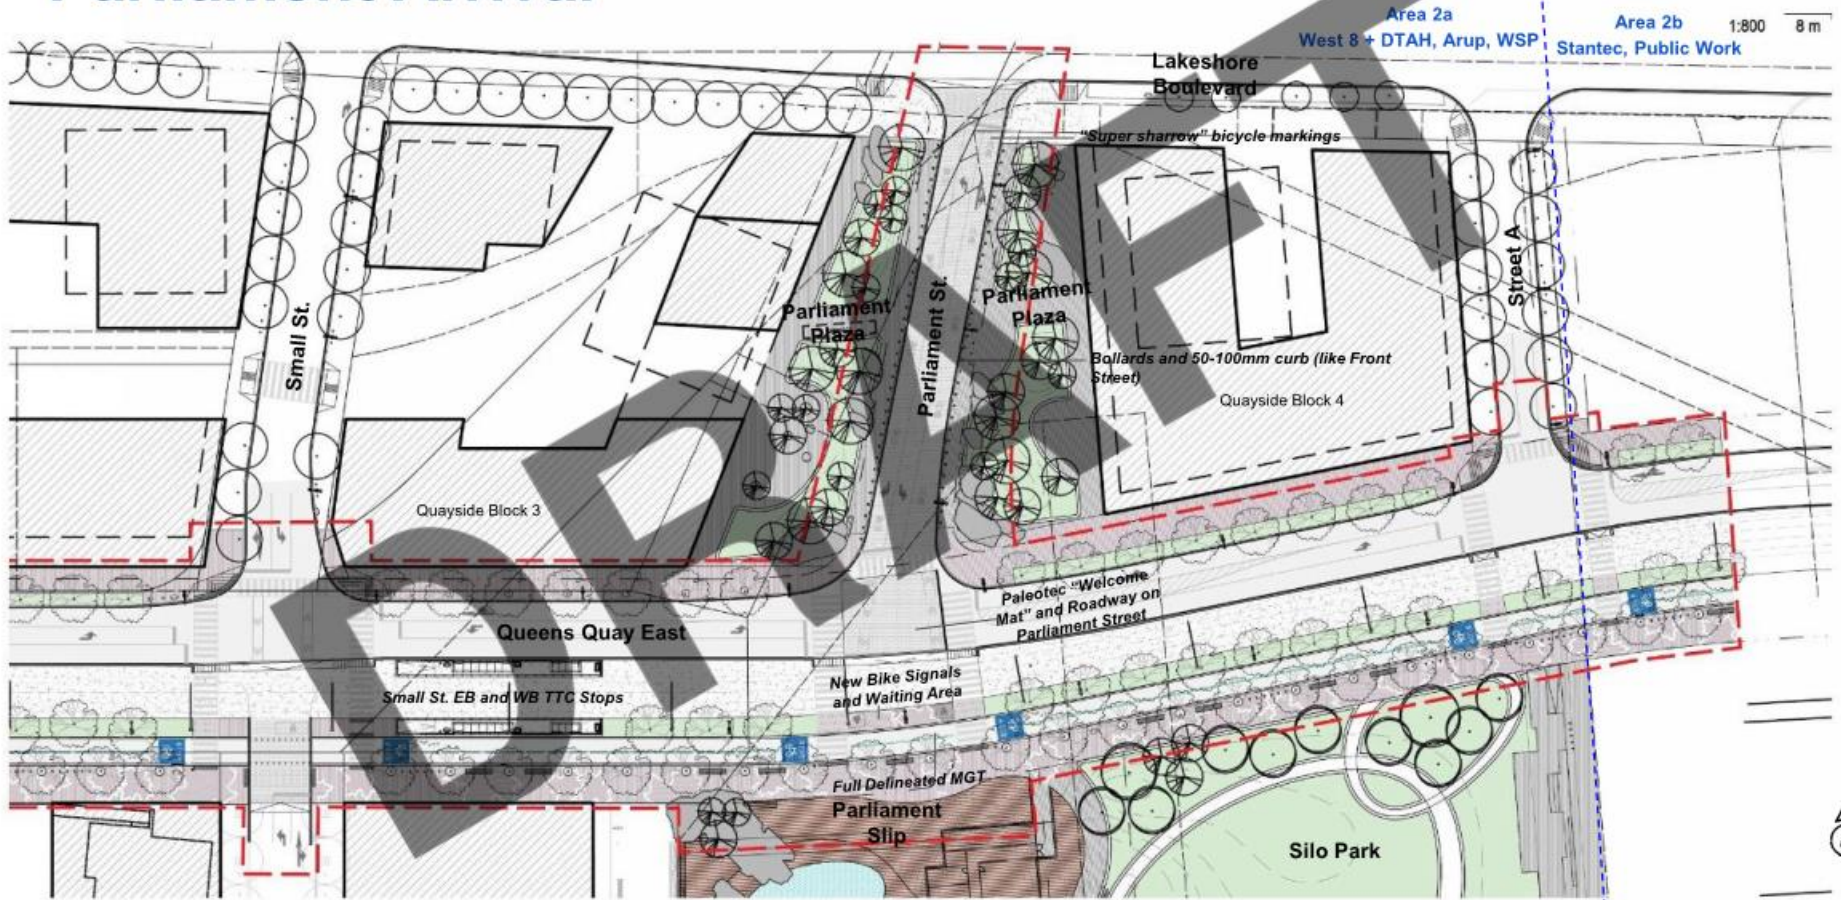 Area 2a
West 8 + DTAH, Arup, WSP
Area 2b
Stantec, Public Work
1:800
8 m
Lakeshore
Boulevard
"Super sharrow" bicycle markings
Small St.
Parliament
Plaza
Parliament St.
Parliament
Plaza
Street A
Bollards and 50-100mm curb (like Front
Street)
Quayside Block 4
Quayside Block 3
Paleotec "Welcome
Mat" and Roadway on
Parliament Street
Queens Quay East
Small St. EB and WB TTC Stops
New Bike Signals
and Waiting Area
Full Delineated MGT
Parliament
Slip
Silo Park
DRAFT